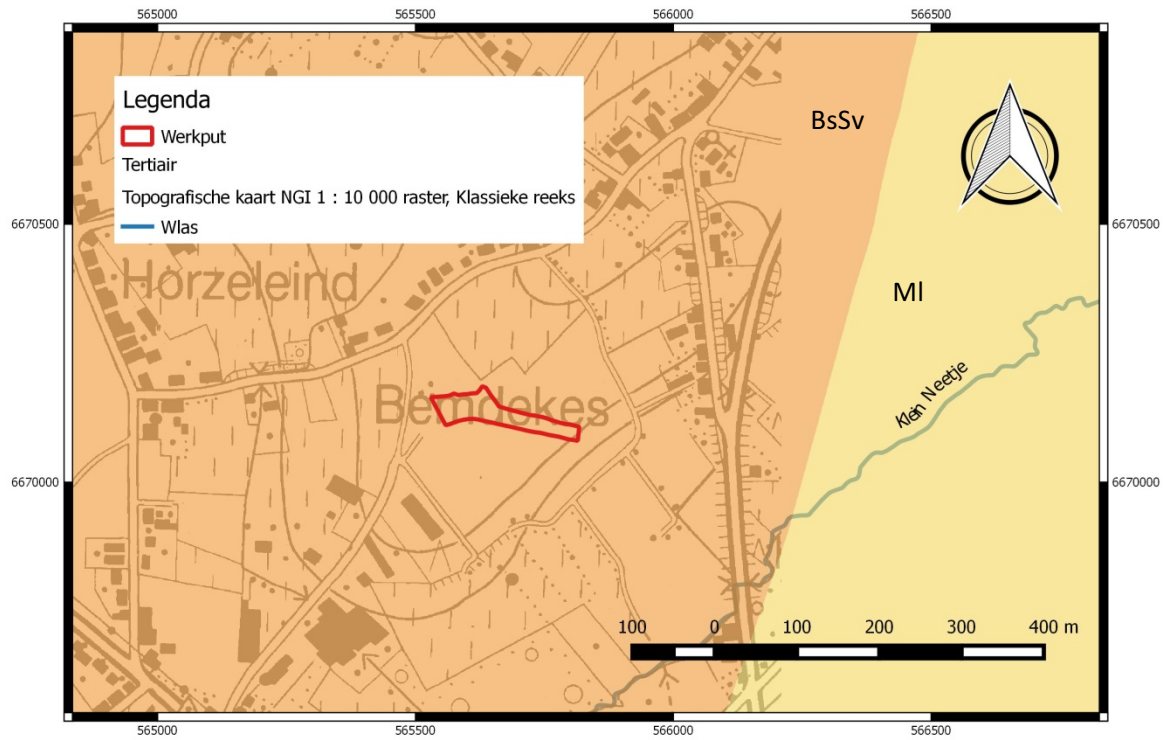 565000 565500 566000 566500
Legenda
Werkput
Tertiair
Topografische kaart NGI 1 : 10 000 raster, Klassieke reeks
Wlas
BsSv
6670500 6670500
Horzeleind
Ml
Klein Neetje
Bemdekes
6670000 6670000
100 0 100 200 300 400 m
565000 565500 566000 566500